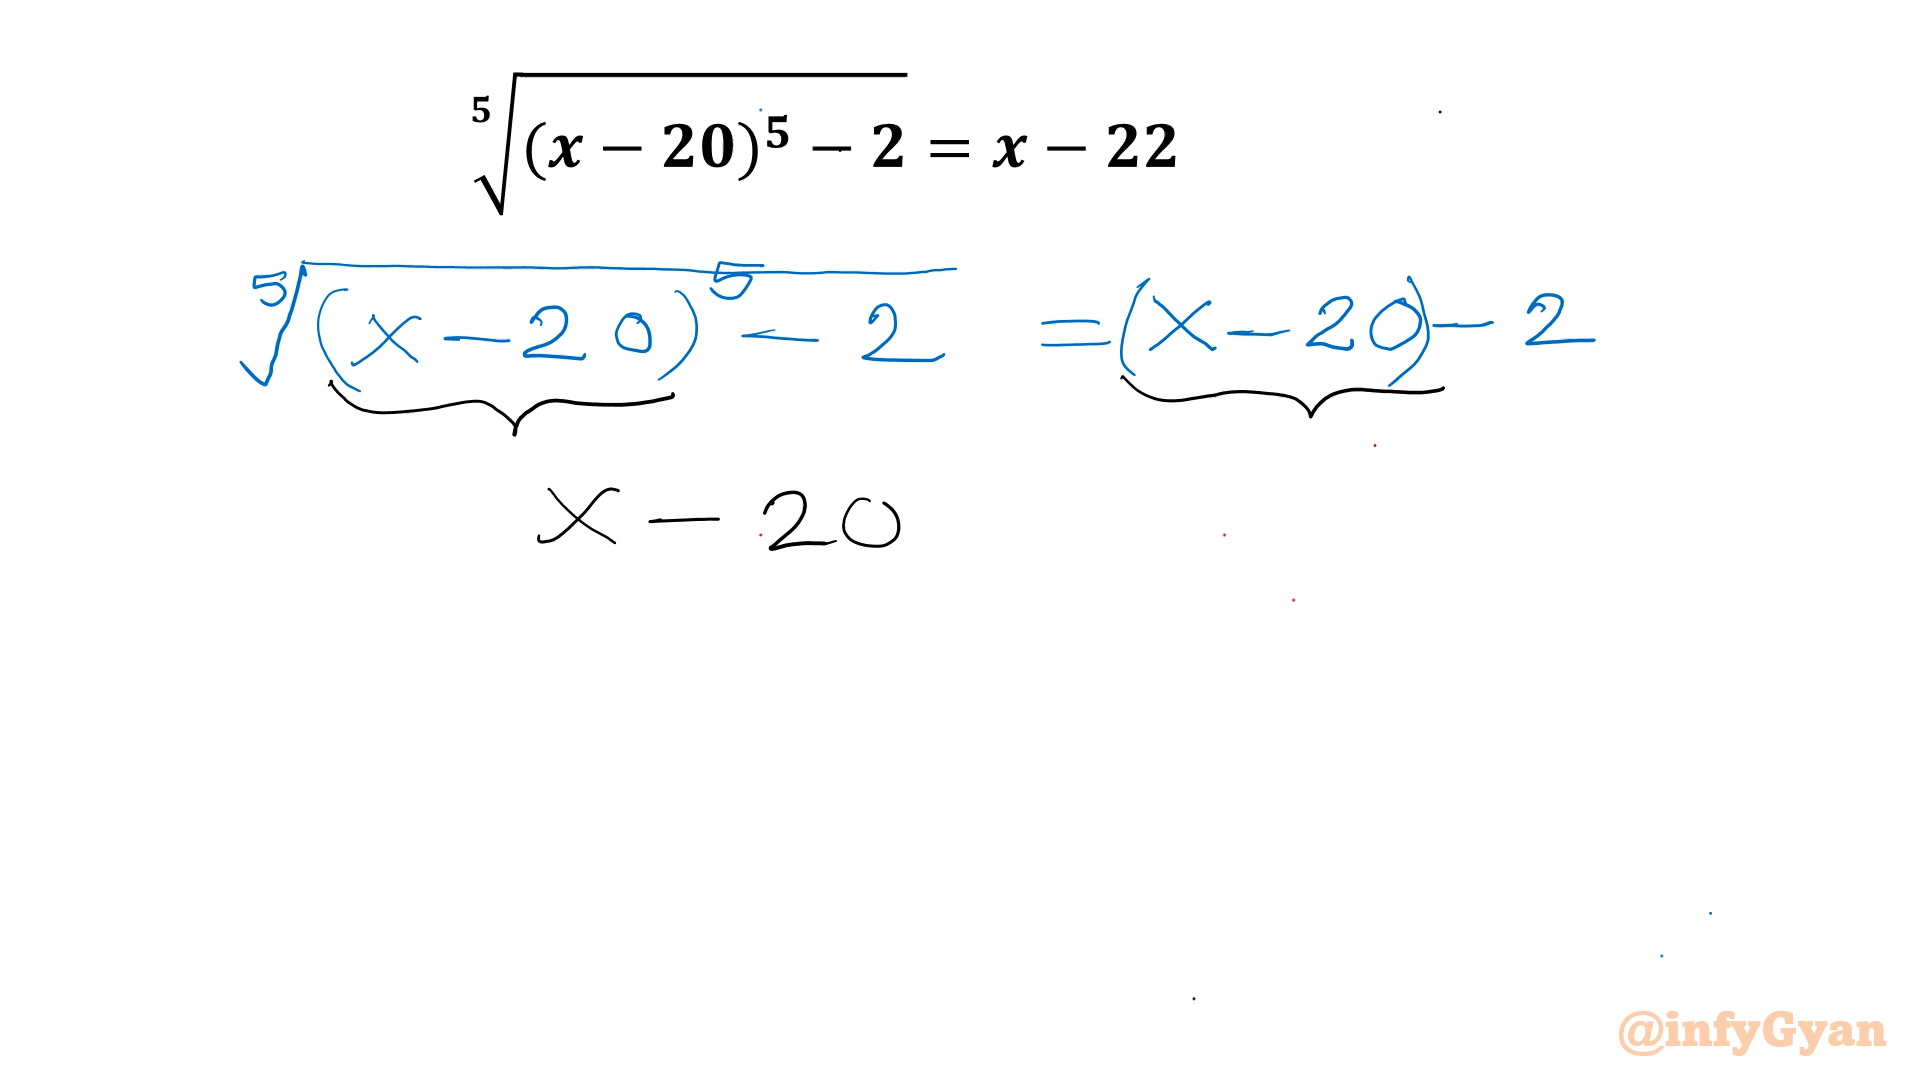 ⁵√((x − 20)⁵ − 2) = x − 22
⁵√((x − 20)⁵ − 2) = (x − 20) − 2
x − 20
@infyGyan